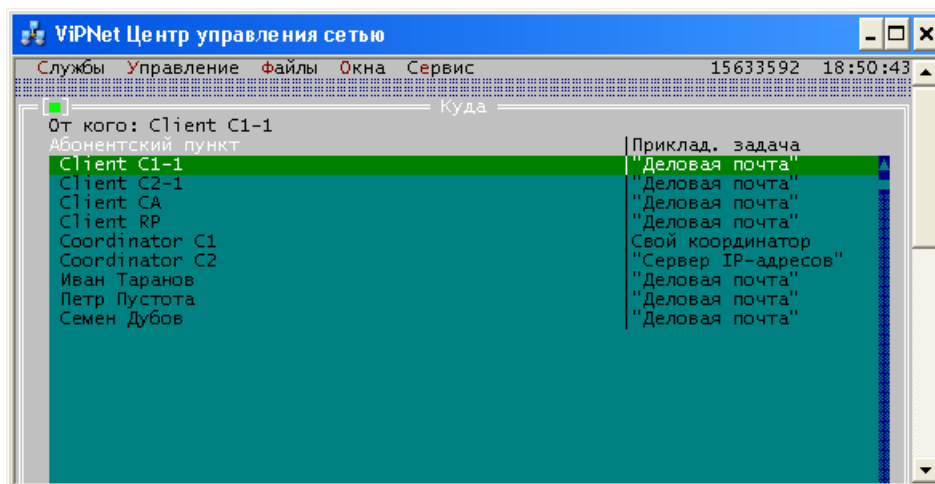 ViPNet Центр управления сетью
Службы Управление Файлы Окна Сервис 15633592 18:50:43
Куда
От кого: Client C1-1
Абонентский пункт |Приклад. задача
Client C1-1 "Деловая почта"
Client C2-1 "Деловая почта"
Client CA "Деловая почта"
Client RP "Деловая почта"
Coordinator C1 Свой координатор
Coordinator C2 "Сервер IP-адресов"
Иван Таранов "Деловая почта"
Петр Пустота "Деловая почта"
Семен Дубов "Деловая почта"